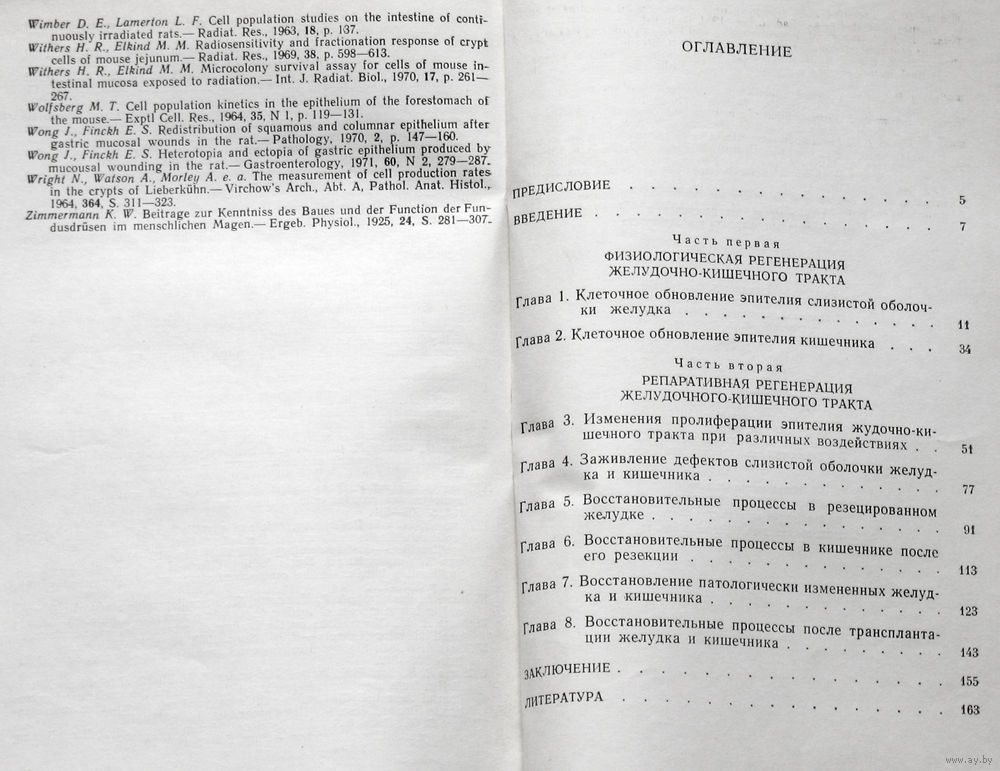 Wimber D. E., Lamerton L. F. Cell population studies on the intestine of conti-
nuously irradiated rats.— Radiat. Res., 1963, 18, p. 137.
Withers H. R., Elkind M. M. Radiosensitivity and fractionation response of crypt
cells of mouse jejunum.— Radiat. Res., 1969, 38, p. 598—613.
Withers H. R., Elkind M. M. Microcolony survival assay for cells of mouse in-
testinal mucosa exposed to radiation.— Int. J. Radiat. Biol., 1970, 17, p. 261—
267.
Wolfsberg M. T. Cell population kinetics in the epithelium of the forestomach of
the mouse.— Exptl Cell. Res., 1964, 35, N 1, p. 119—131.
Wong J., Finckh E. S. Redistribution of squamous and columnar epithelium after
gastric mucosal wounds in the rat.— Pathology, 1970, 2, p. 147—160.
Wong J., Finckh E. S. Heterotopia and ectopia of gastric epithelium produced by
mucousal wounding in the rat.— Gastroenterology, 1971, 60, N 2, 279—287.
Wright N., Watson A., Morley A. e. a. The measurement of cell production rates
in the crypts of Lieberkühn.— Virchow's Arch., Abt. A, Pathol. Anat. Histol.,
1964, 364, S. 311—323.
Zimmermann K. W. Beitrage zur Kenntniss des Baues und der Function der Fun-
dusdrüsen im menschlichen Magen.— Ergeb. Physiol., 1925, 24, S. 281—307.
ОГЛАВЛЕНИЕ
ПРЕДИСЛОВИЕ . . . . . . . . . . . . 5
ВВЕДЕНИЕ . . . . . . . . . . . . . 7
Часть первая
ФИЗИОЛОГИЧЕСКАЯ РЕГЕНЕРАЦИЯ
ЖЕЛУДОЧНО-КИШЕЧНОГО ТРАКТА
Глава 1. Клеточное обновление эпителия слизистой оболоч-
ки желудка . . . . . . . . . . 11
Глава 2. Клеточное обновление эпителия кишечника . . . 34
Часть вторая
РЕПАРАТИВНАЯ РЕГЕНЕРАЦИЯ
ЖЕЛУДОЧНОГО-КИШЕЧНОГО ТРАКТА
Глава 3. Изменения пролиферации эпителия жудочно-ки-
шечного тракта при различных воздействиях . . 51
Глава 4. Заживление дефектов слизистой оболочки желуд-
ка и кишечника . . . . . . . . . 77
Глава 5. Восстановительные процессы в резецированном
желудке . . . . . . . . . . . 91
Глава 6. Восстановительные процессы в кишечнике после
его резекции . . . . . . . . . . 113
Глава 7. Восстановление патологически измененных желуд-
ка и кишечника . . . . . . . . . 123
Глава 8. Восстановительные процессы после транспланта-
ции желудка и кишечника . . . . . . 143
ЗАКЛЮЧЕНИЕ . . . . . . . . . . . . 155
ЛИТЕРАТУРА . . . . . . . . . . . . 163
www.ay.by